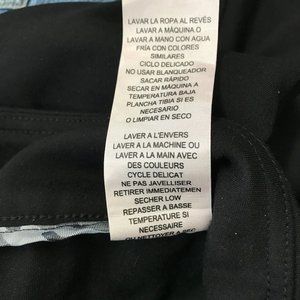 LAVAR LA ROPA AL REVÉS
LAVAR A MÁQUINA O
LAVAR A MANO CON AGUA
FRÍA CON COLORES
SIMILARES
CICLO DELICADO
NO USAR BLANQUEADOR
SACAR RÁPIDO
SECAR EN MÁQUINA A
TEMPERATURA BAJA
PLANCHA TIBIA SI ES
NECESARIO
O LIMPIAR EN SECO
LAVER A L'ENVERS
LAVER A LA MACHINE OU
LAVER A LA MAIN AVEC
DES COULEURS
CYCLE DELICAT
NE PAS JAVELLISER
RETIRER IMMEDIATEMEN
SECHER LOW
REPASSER A BASSE
TEMPERATURE SI
NECESSAIRE
OU NETTOYER A SEC